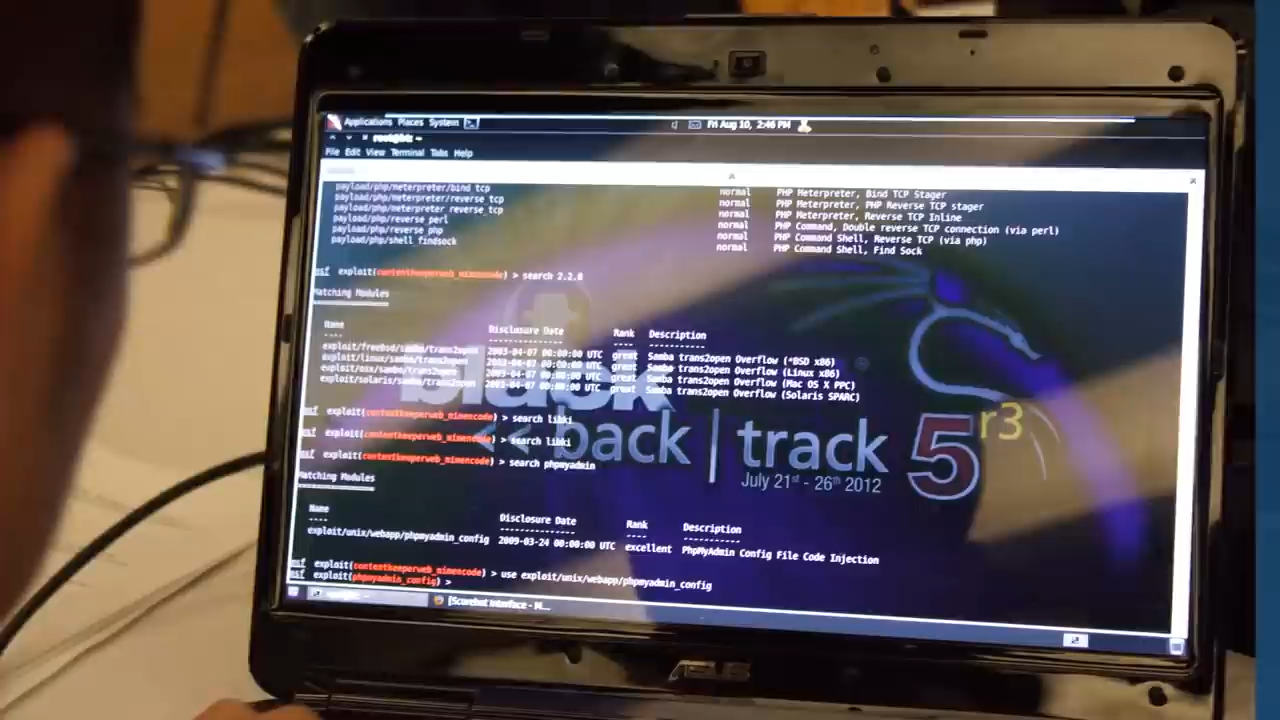 Applications Places System
Fri Aug 10, 2:46 PM
root@bt: ~
File Edit View Terminal Tabs Help
payload/php/meterpreter/bind_tcp normal PHP Meterpreter, Bind TCP Stager
payload/php/meterpreter/reverse_tcp normal PHP Meterpreter, PHP Reverse TCP stager
payload/php/meterpreter_reverse_tcp normal PHP Meterpreter, Reverse TCP Inline
payload/php/reverse_perl normal PHP Command, Double reverse TCP connection (via perl)
payload/php/reverse_php normal PHP Command Shell, Reverse TCP (via php)
payload/php/shell_findsock normal PHP Command Shell, Find Sock
msf exploit(contentkeeperweb_mimencode) > search 2.2.8
Matching Modules
Name Disclosure Date Rank Description
---- --------------- ---- -----------
exploit/freebsd/samba/trans2open 2003-04-07 00:00:00 UTC great Samba trans2open Overflow (*BSD x86)
exploit/linux/samba/trans2open 2003-04-07 00:00:00 UTC great Samba trans2open Overflow (Linux x86)
exploit/osx/samba/trans2open 2003-04-07 00:00:00 UTC great Samba trans2open Overflow (Mac OS X PPC)
exploit/solaris/samba/trans2open 2003-04-07 00:00:00 UTC great Samba trans2open Overflow (Solaris SPARC)
black
msf exploit(contentkeeperweb_mimencode) > search libki
msf exploit(contentkeeperweb_mimencode) > search libki
msf exploit(contentkeeperweb_mimencode) > search phpmyadmin
<< back | track 5 r3
July 21st - 26th 2012
Matching Modules
Name Disclosure Date Rank Description
---- --------------- ---- -----------
exploit/unix/webapp/phpmyadmin_config 2009-03-24 00:00:00 UTC excellent PhpMyAdmin Config File Code Injection
msf exploit(contentkeeperweb_mimencode) > use exploit/unix/webapp/phpmyadmin_config
msf exploit(phpmyadmin_config) >
ASUS